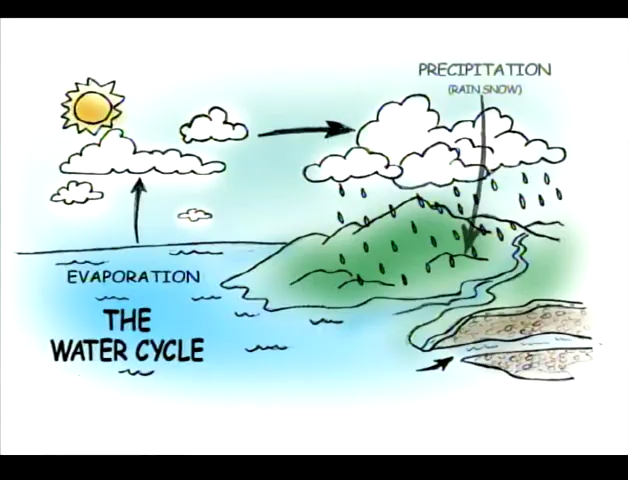 PRECIPITATION
(RAIN SNOW)
EVAPORATION
THE
WATER CYCLE